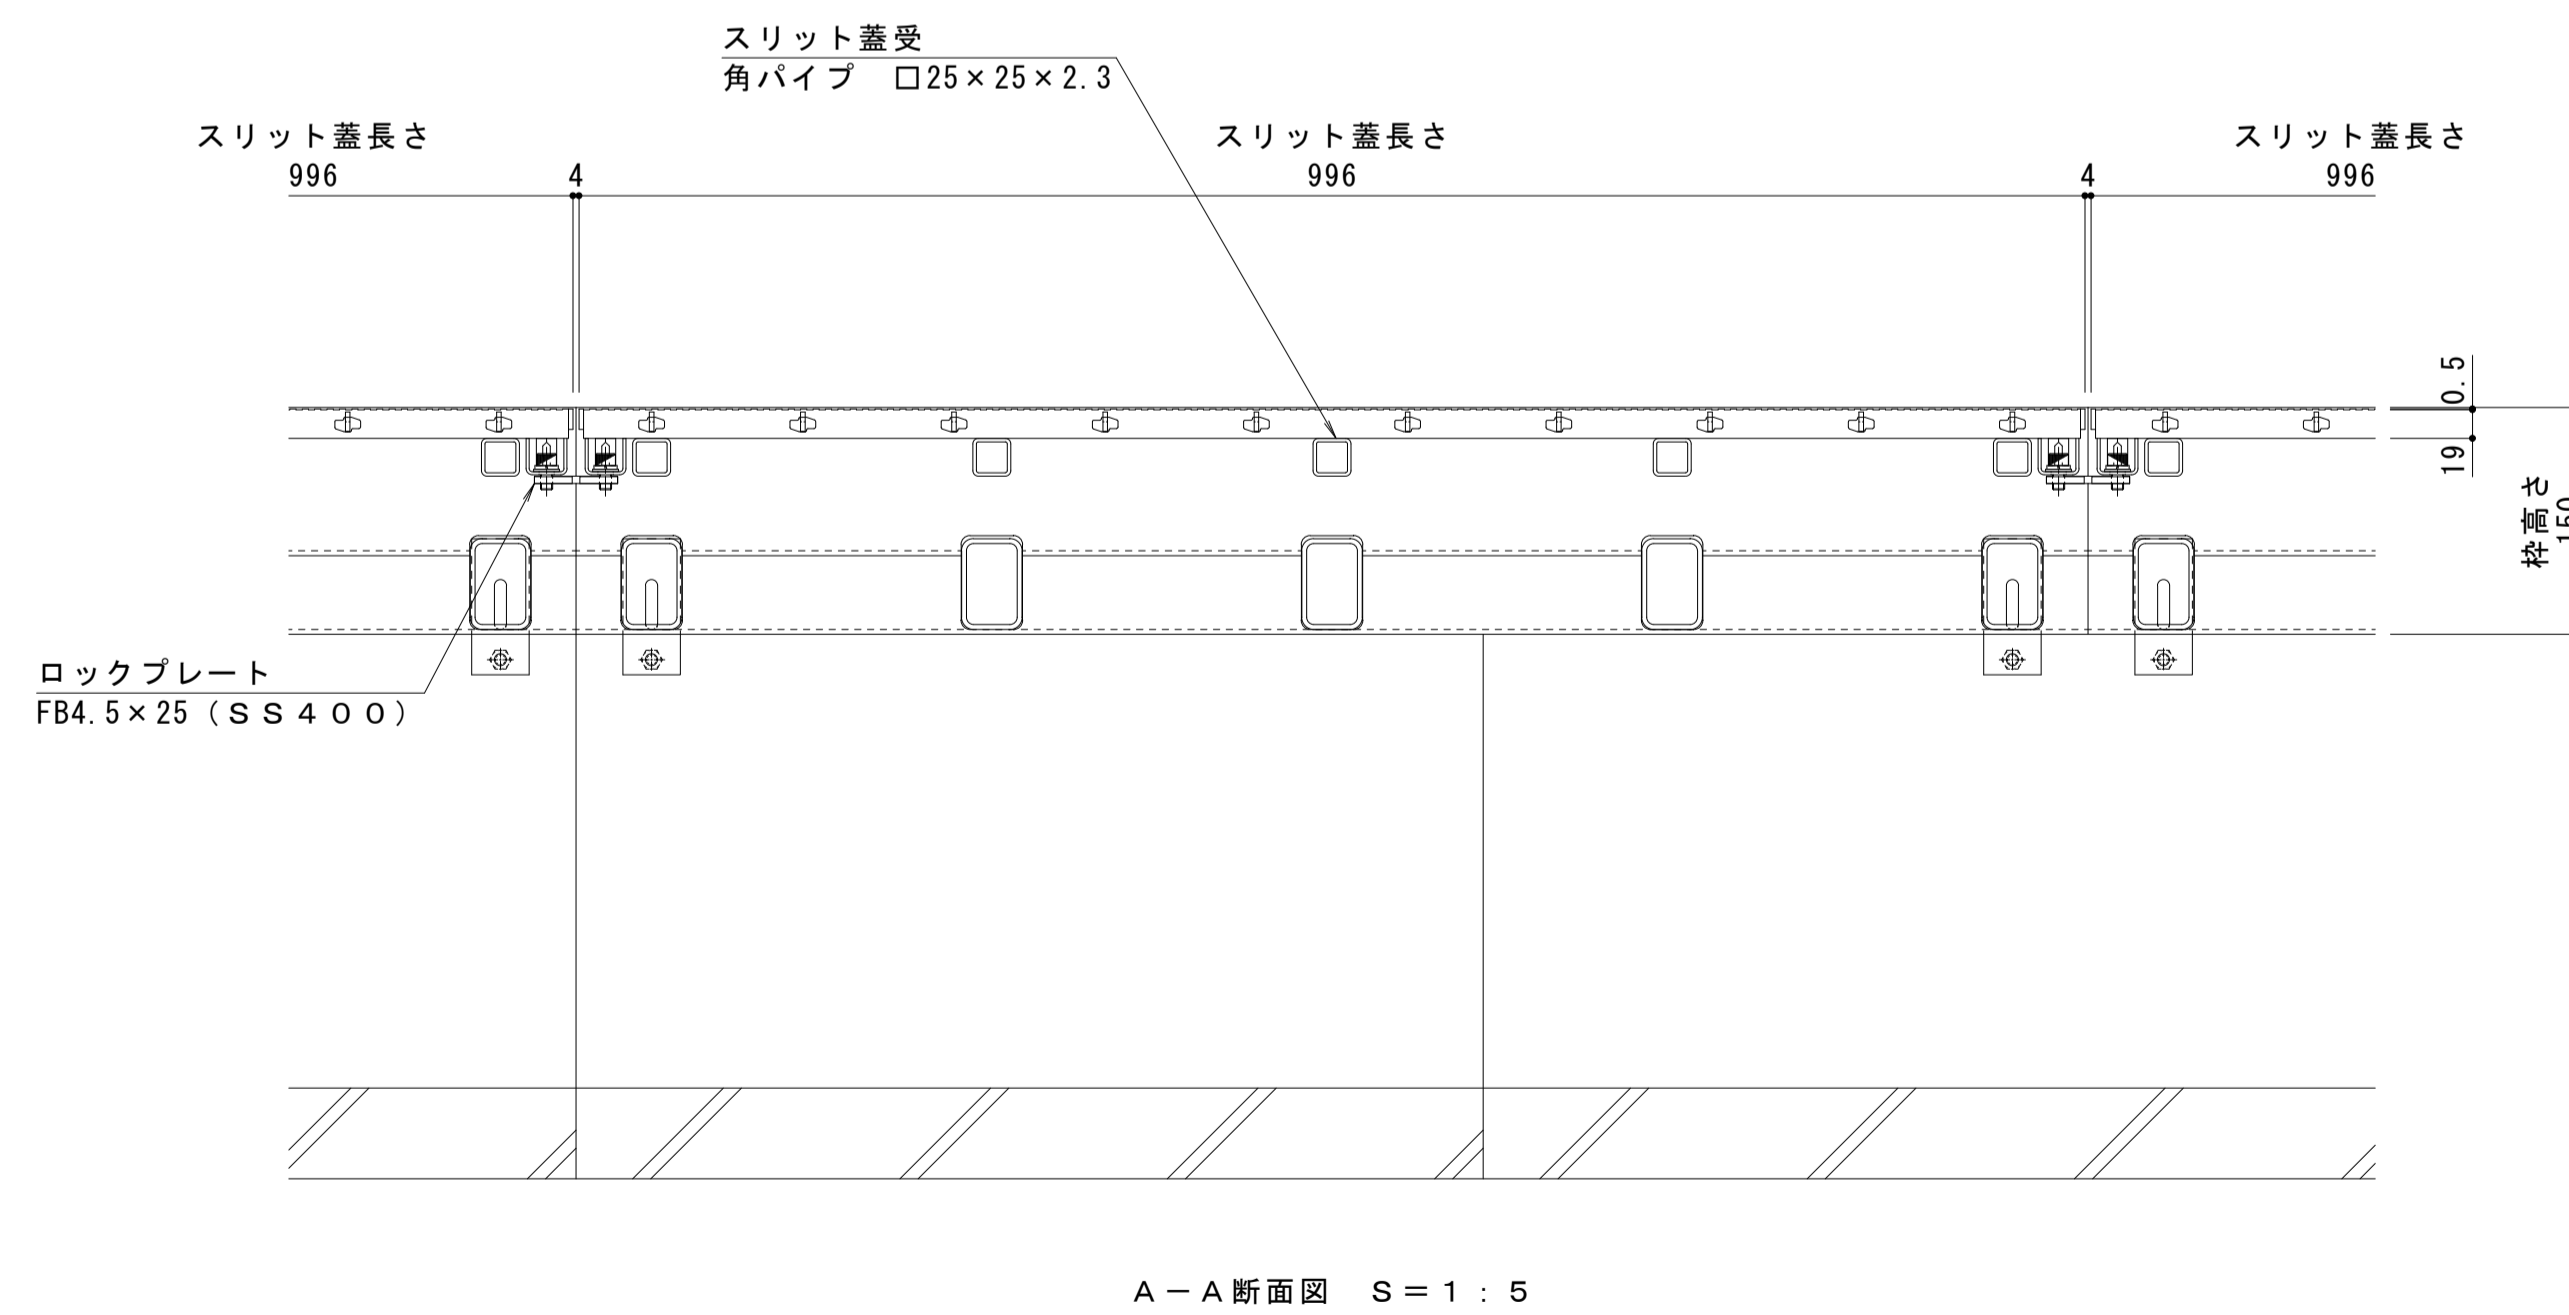 スリット蓋受
角パイプ　□25×25×2.3
スリット蓋長さ
996
4
スリット蓋長さ
996
4
スリット蓋長さ
996
0.5
19
枠高さ
150
ロックプレート
FB4.5×25（ＳＳ４００）
Ａ－Ａ断面図　Ｓ＝１：５